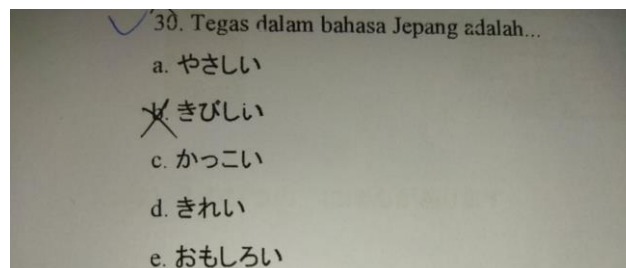 30. Tegas dalam bahasa Jepang adalah...
a. やさしい
b. きびしい
c. かっこい
d. きれい
e. おもしろい